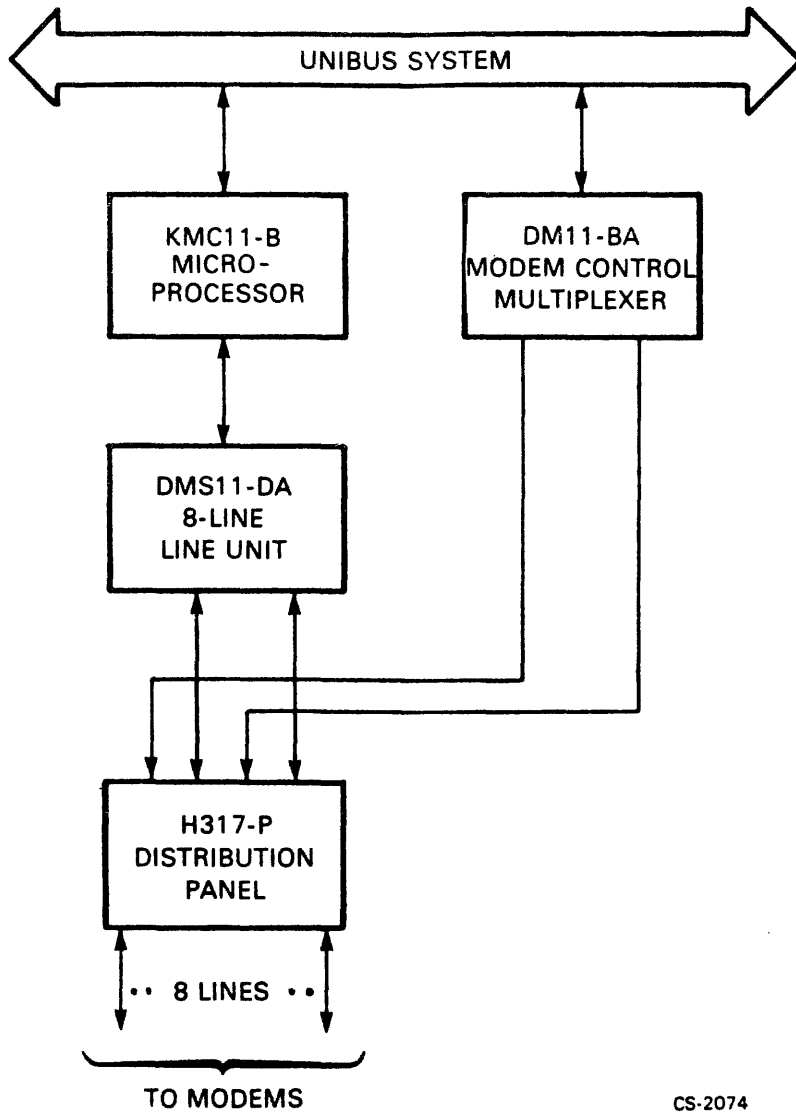 UNIBUS SYSTEM
KMC11-B
MICRO-
PROCESSOR
DM11-BA
MODEM CONTROL
MULTIPLEXER
DMS11-DA
8-LINE
LINE UNIT
H317-P
DISTRIBUTION
PANEL
8 LINES
TO MODEMS
CS-2074